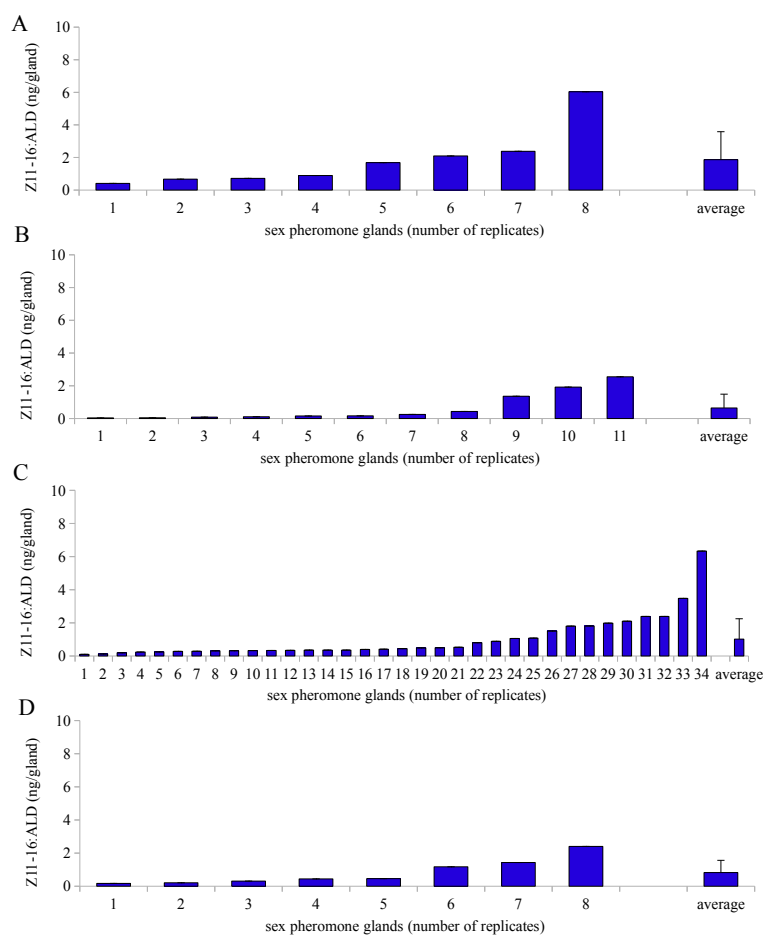 A
Z11-16:ALD (ng/gland)
10
8
6
4
2
0
1 2 3 4 5 6 7 8 average
sex pheromone glands (number of replicates)
B
Z11-16:ALD (ng/gland)
10
8
6
4
2
0
1 2 3 4 5 6 7 8 9 10 11 average
sex pheromone glands (number of replicates)
C
Z11-16:ALD (ng/gland)
10
8
6
4
2
0
1 2 3 4 5 6 7 8 9 10 11 12 13 14 15 16 17 18 19 20 21 22 23 24 25 26 27 28 29 30 31 32 33 34 average
sex pheromone glands (number of replicates)
D
Z11-16:ALD (ng/gland)
10
8
6
4
2
0
1 2 3 4 5 6 7 8 average
sex pheromone glands (number of replicates)